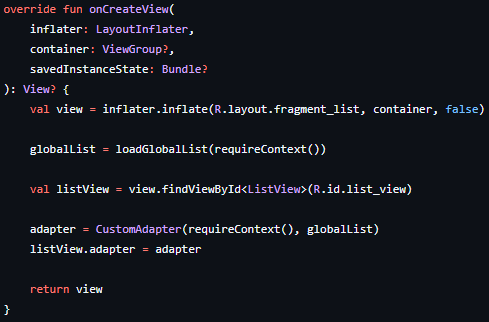 override fun onCreateView(
    inflater: LayoutInflater,
    container: ViewGroup?,
    savedInstanceState: Bundle?
): View? {
    val view = inflater.inflate(R.layout.fragment_list, container, false)
    globalList = loadGlobalList(requireContext())
    val listView = view.findViewById<ListView>(R.id.list_view)
    adapter = CustomAdapter(requireContext(), globalList)
    listView.adapter = adapter
    return view
}